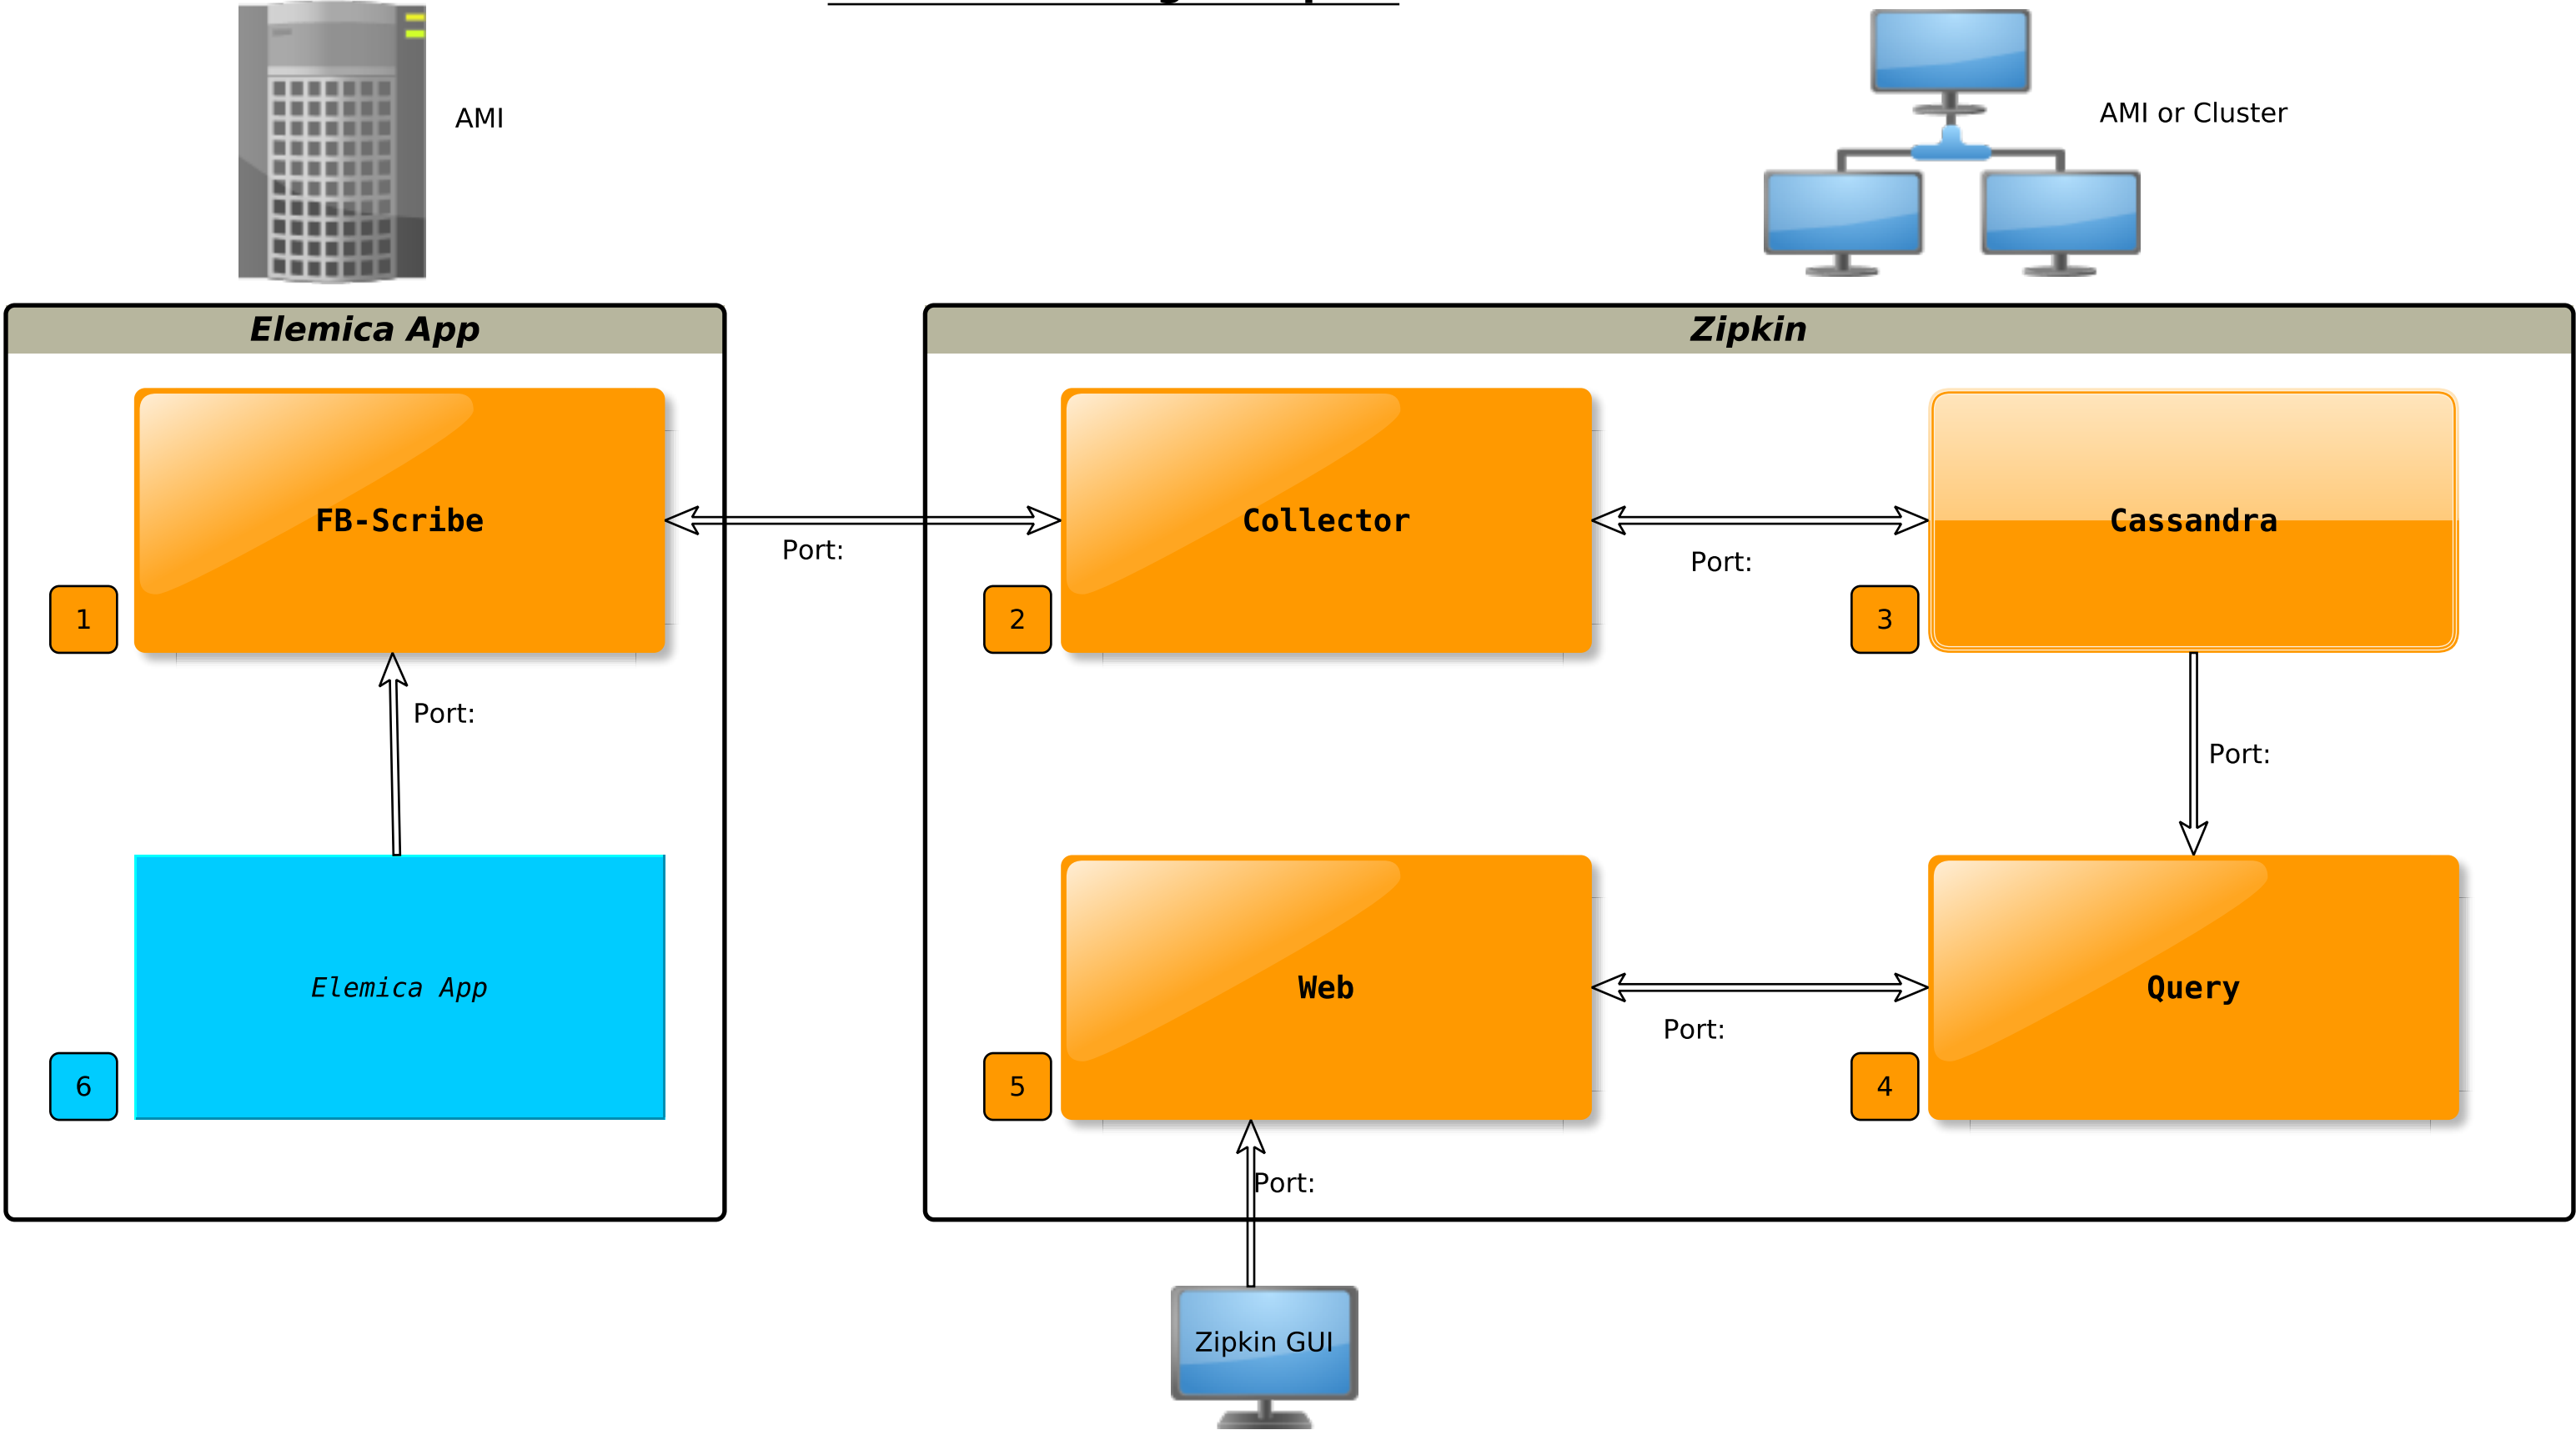 AMI
AMI or Cluster
Elemica App
Zipkin
FB-Scribe
Collector
Cassandra
Port:
Port:
1
2
3
Port:
Port:
Elemica App
Web
Query
Port:
6
5
4
Port:
Zipkin GUI